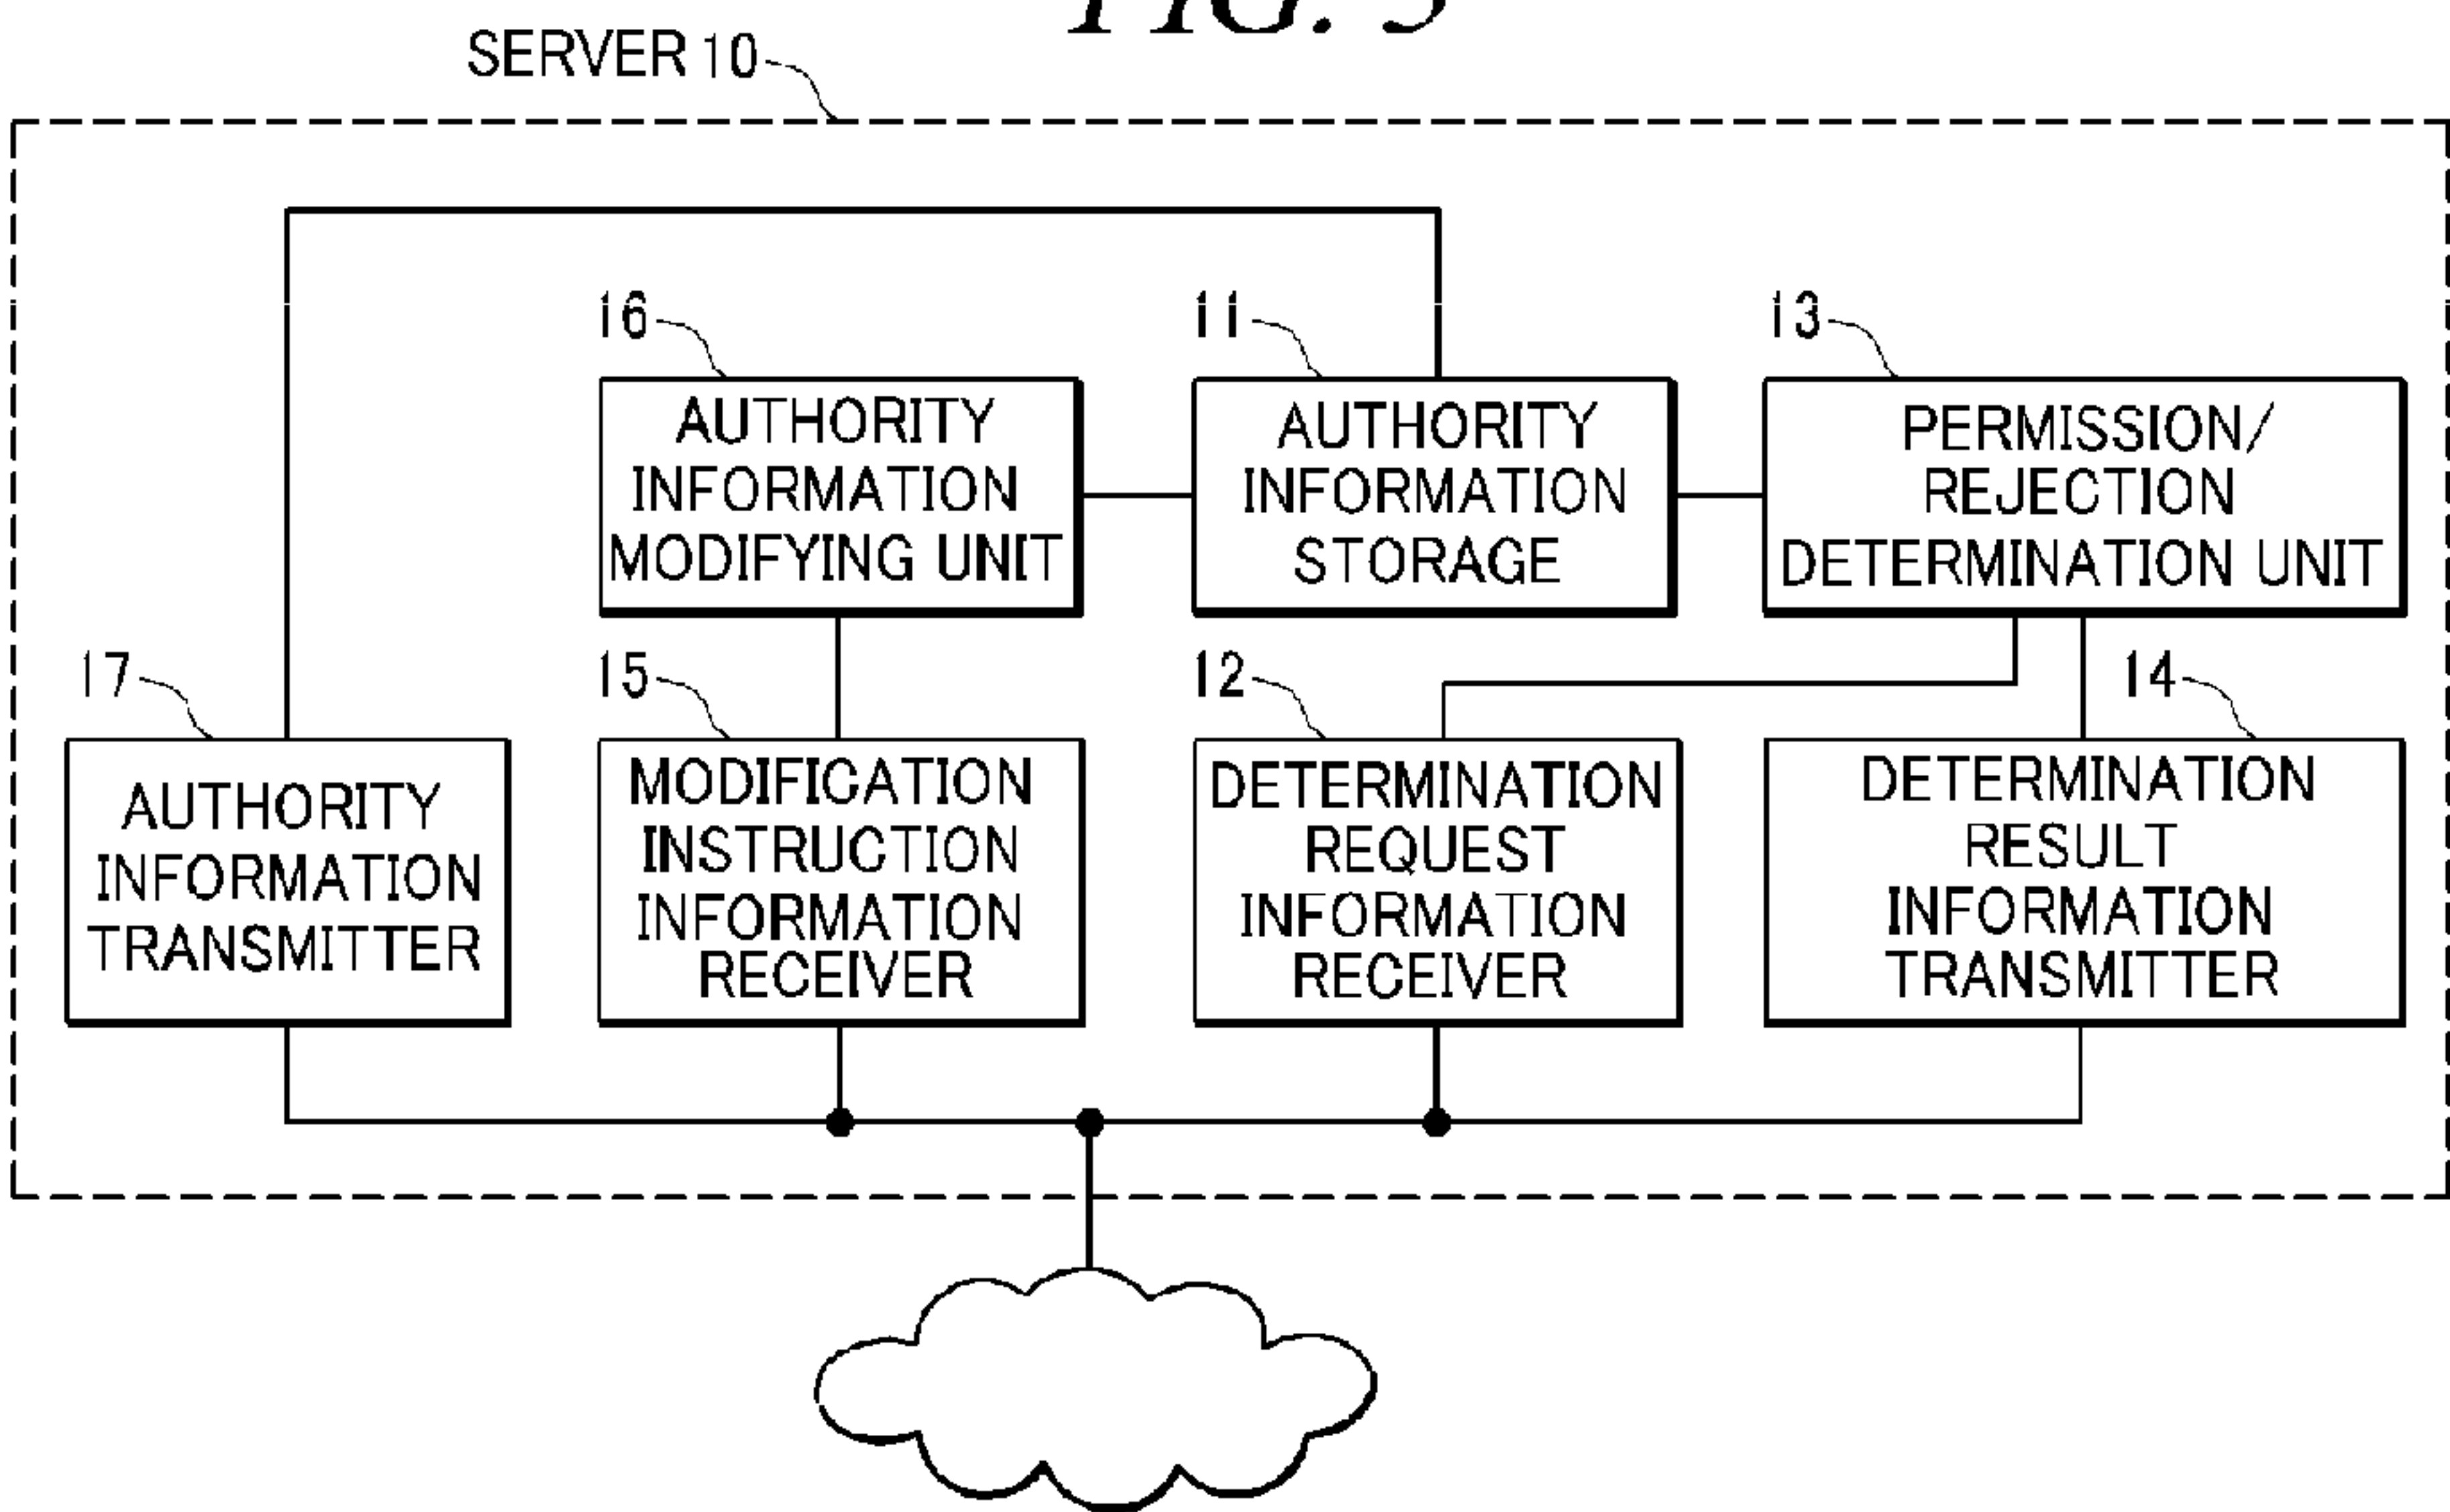 FIG.
SERVER 10
16
11
13
AUTHORITY
INFORMATION
MODIFYING UNIT
AUTHORITY
INFORMATION
STORAGE
PERMISSION/
REJECTION
DETERMINATION UNIT
17
15
12
14
AUTHORITY
INFORMATION
TRANSMITTER
MODIFICATION
INSTRUCTION
INFORMATION
RECEIVER
DETERMINATION
REQUEST
INFORMATION
RECEIVER
DETERMINATION
RESULT
INFORMATION
TRANSMITTER